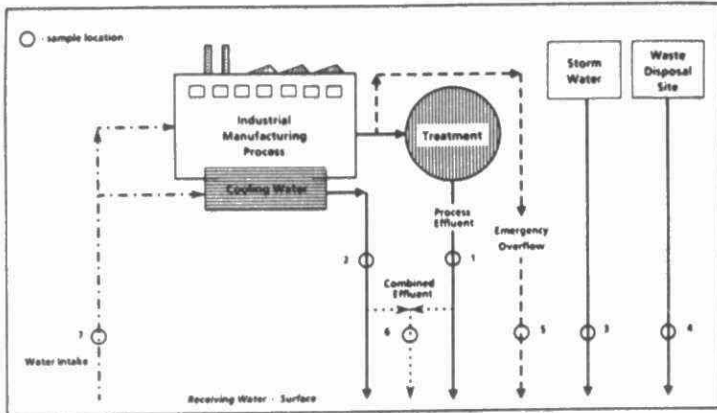 - sample location
Storm
Water
Waste
Disposal
Site
Industrial
Manufacturing
Process
Treatment
Cooling Water
Process
Effluent
Emergency
Overflow
2
1
Combined
Effluent
7
6
5
3
4
Water Intake
Receiving Water - Surface